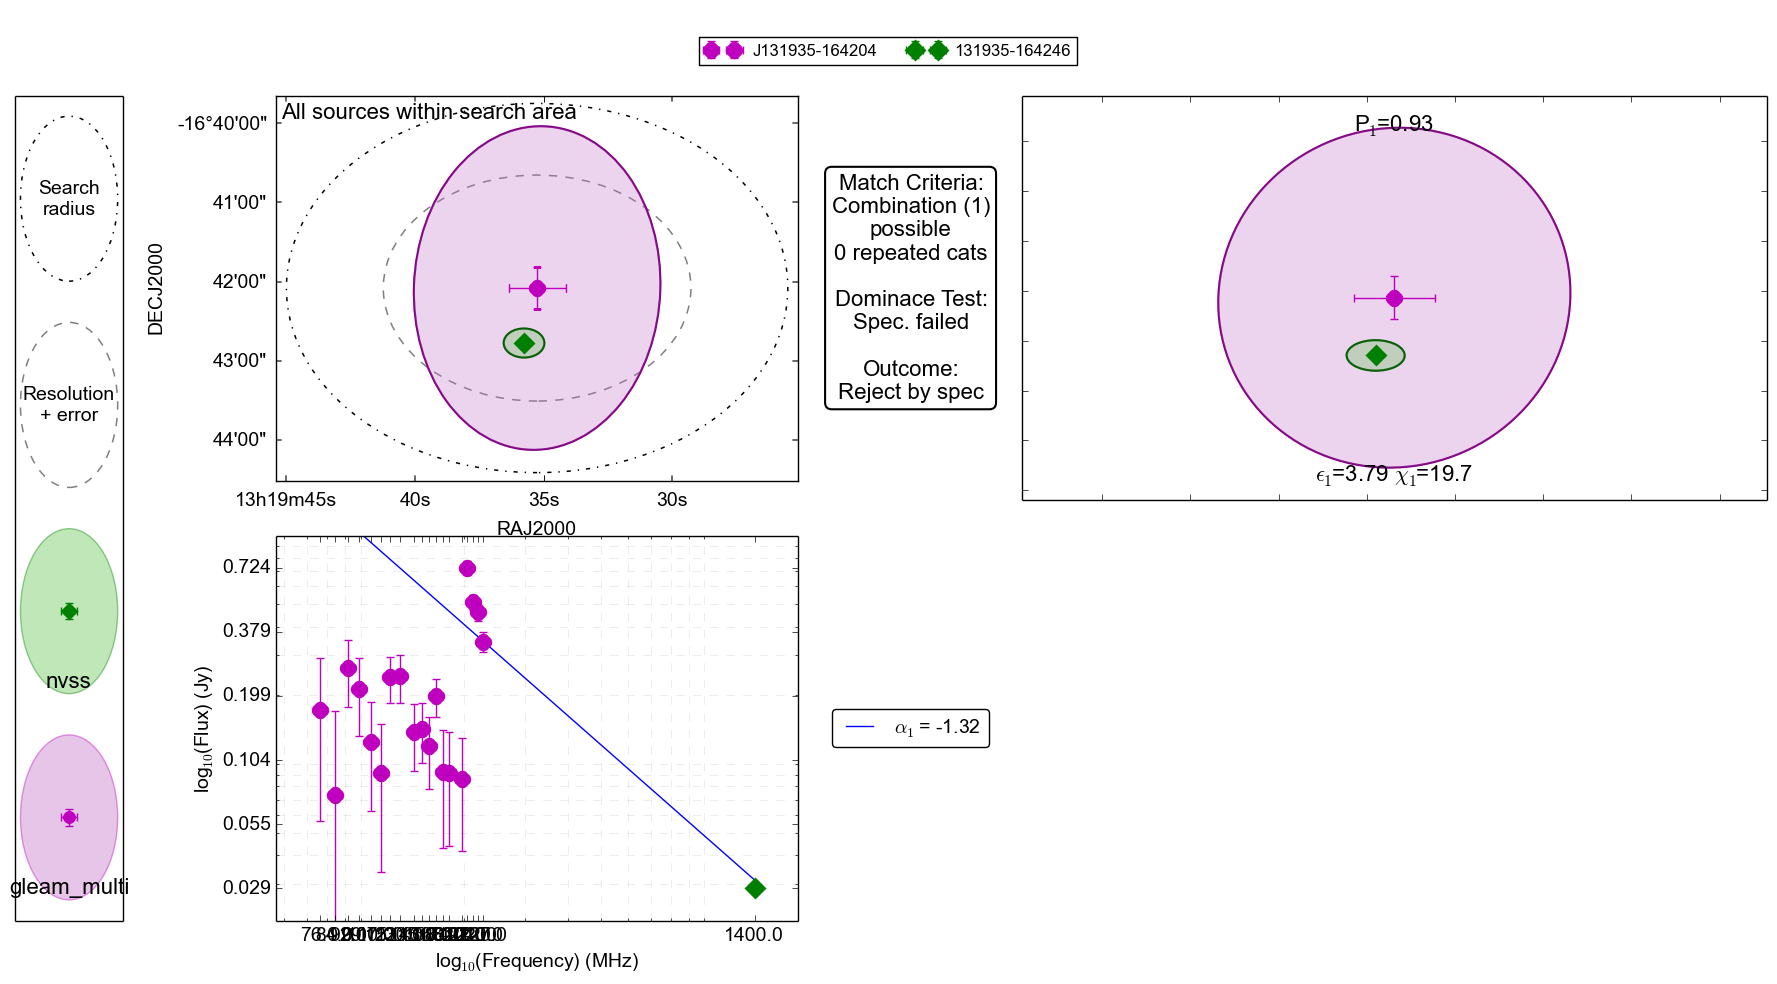 J131935-164204
131935-164246
Search
radius
Resolution
+ error
nvss
gleam_multi
All sources within search area
-16°40'00"
41'00"
42'00"
43'00"
44'00"
DECJ2000
13h19m45s
40s
35s
30s
RAJ2000
Match Criteria:
Combination (1)
possible
0 repeated cats
Dominace Test:
Spec. failed
Outcome:
Reject by spec
P1=0.93
ϵ1=3.79 χ1=19.7
0.724
0.379
0.199
0.104
0.055
0.029
log10(Flux) (Jy)
1400.0
log10(Frequency) (MHz)
α1 = -1.32